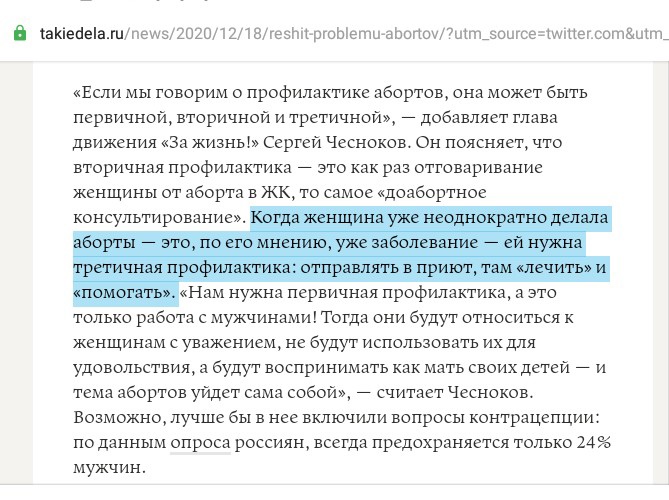 takiedela.ru/news/2020/12/18/reshit-problemu-abortov/?utm_source=twitter.com&utm_
«Если мы говорим о профилактике абортов, она может быть
первичной, вторичной и третичной», — добавляет глава
движения «За жизнь!» Сергей Чесноков. Он поясняет, что
вторичная профилактика — это как раз отговаривание
женщины от аборта в ЖК, то самое «доабортное
консультирование». Когда женщина уже неоднократно делала
аборты — это, по его мнению, уже заболевание — ей нужна
третичная профилактика: отправлять в приют, там «лечить» и
«помогать». «Нам нужна первичная профилактика, а это
только работа с мужчинами! Тогда они будут относиться к
женщинам с уважением, не будут использовать их для
удовольствия, а будут воспринимать как мать своих детей — и
тема абортов уйдет сама собой», — считает Чесноков.
Возможно, лучше бы в нее включили вопросы контрацепции:
по данным опроса россиян, всегда предохраняется только 24%
мужчин.